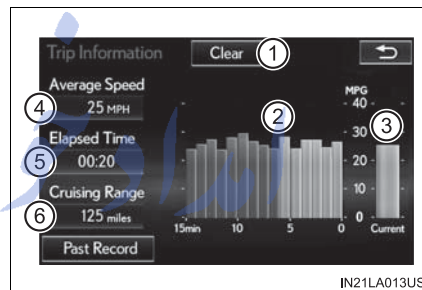 Trip Information
Clear
1
Average Speed
4
25 MPH
Elapsed Time
5
00:20
Cruising Range
6
125 miles
Past Record
2
3
MPG
40
30
20
10
0
15min
10
5
0
Current
IN21LA013US